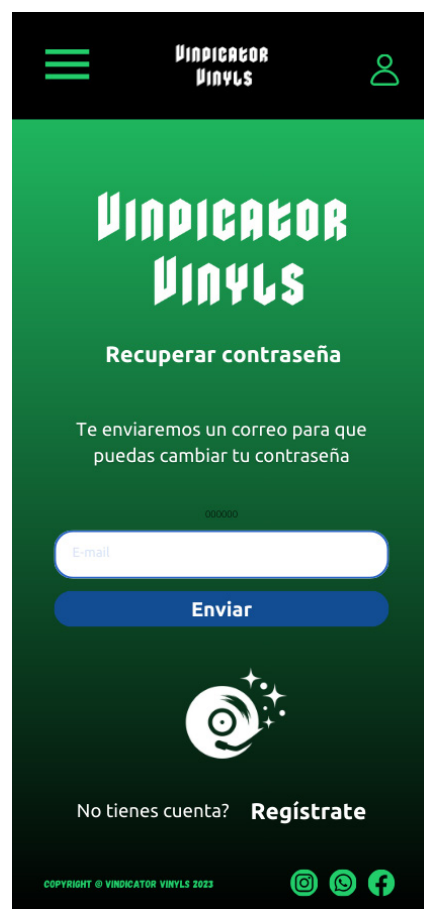 VINDICATOR
VINYLS
VINDICATOR
VINYLS
Recuperar contraseña
Te enviaremos un correo para que
puedas cambiar tu contraseña
000000
E-mail
Enviar
No tienes cuenta? Regístrate
COPYRIGHT © VINDICATOR VINYLS 2023